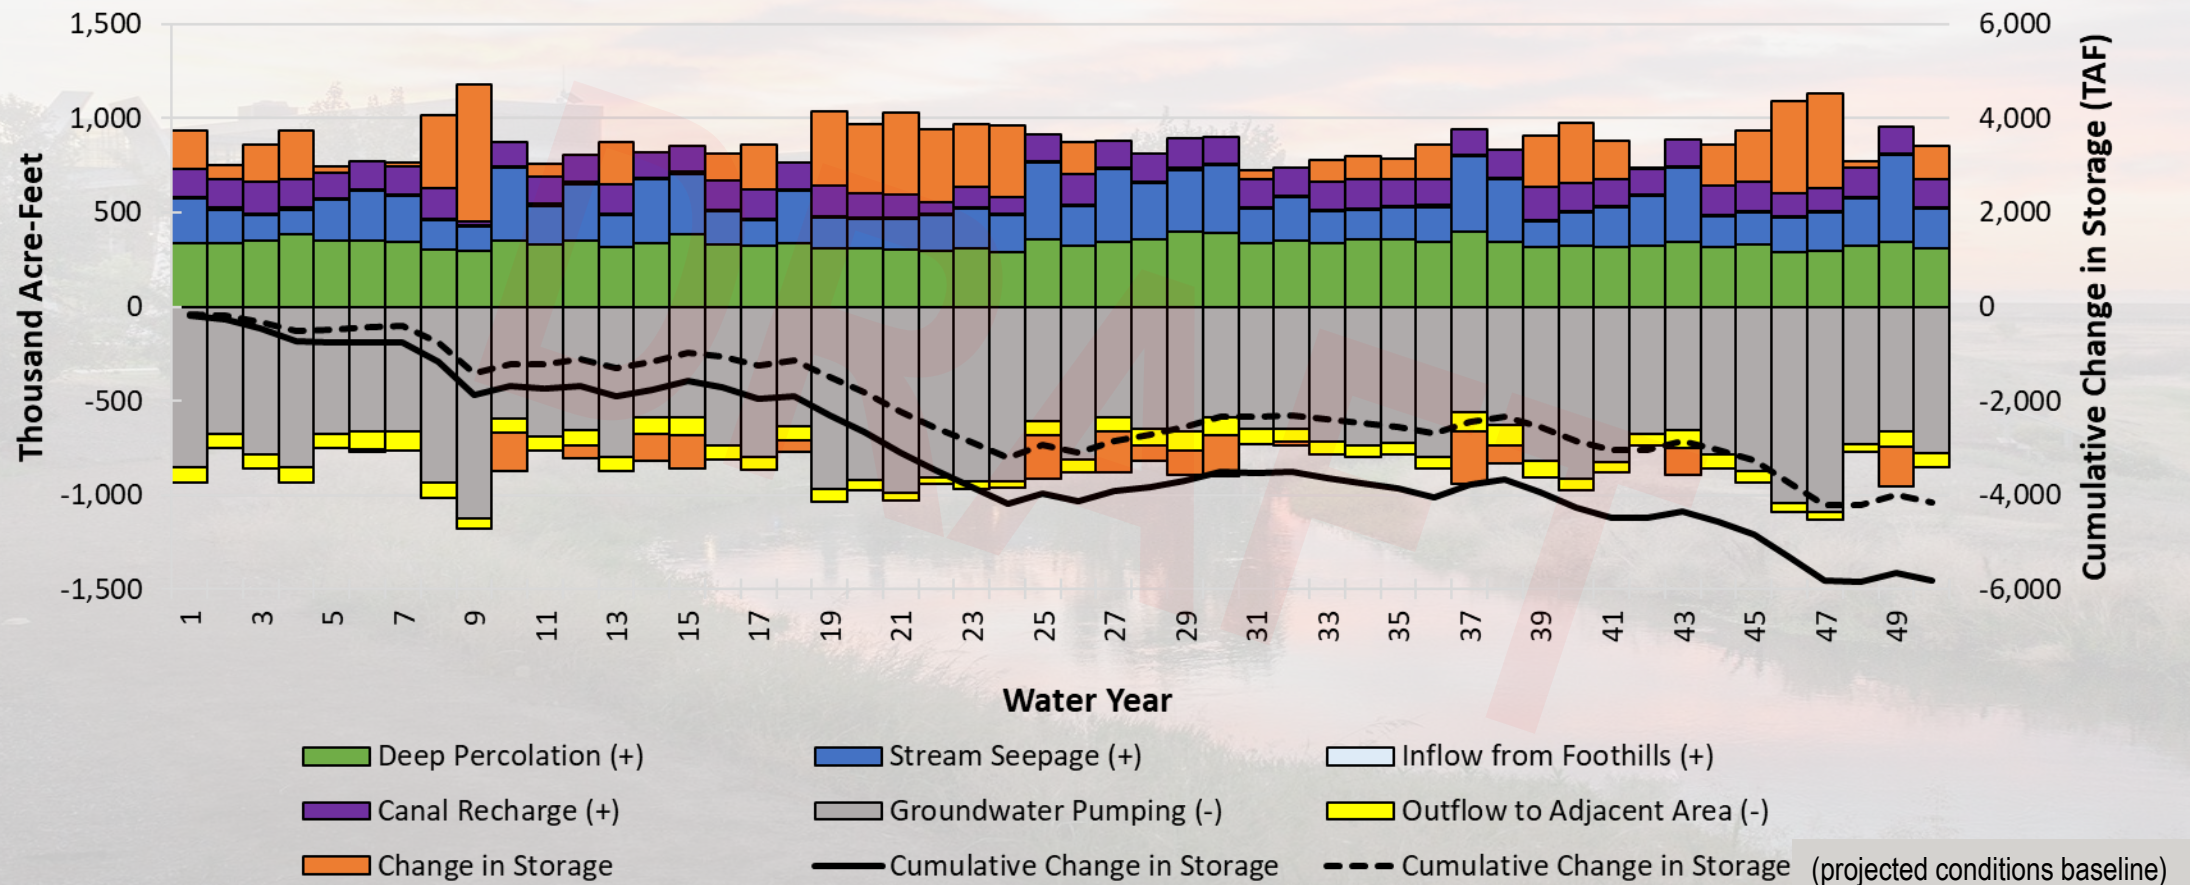 1,500
1,000
500
0
-500
-1,000
-1,500
Thousand Acre-Feet
6,000
4,000
2,000
0
-2,000
-4,000
-6,000
Cumulative Change in Storage (TAF)
DRAFT
1 3 5 7 9 11 13 15 17 19 21 23 25 27 29 31 33 35 37 39 41 43 45 47 49
Water Year
Deep Percolation (+) Stream Seepage (+) Inflow from Foothills (+)
Canal Recharge (+) Groundwater Pumping (-) Outflow to Adjacent Area (-)
Change in Storage Cumulative Change in Storage Cumulative Change in Storage (projected conditions baseline)